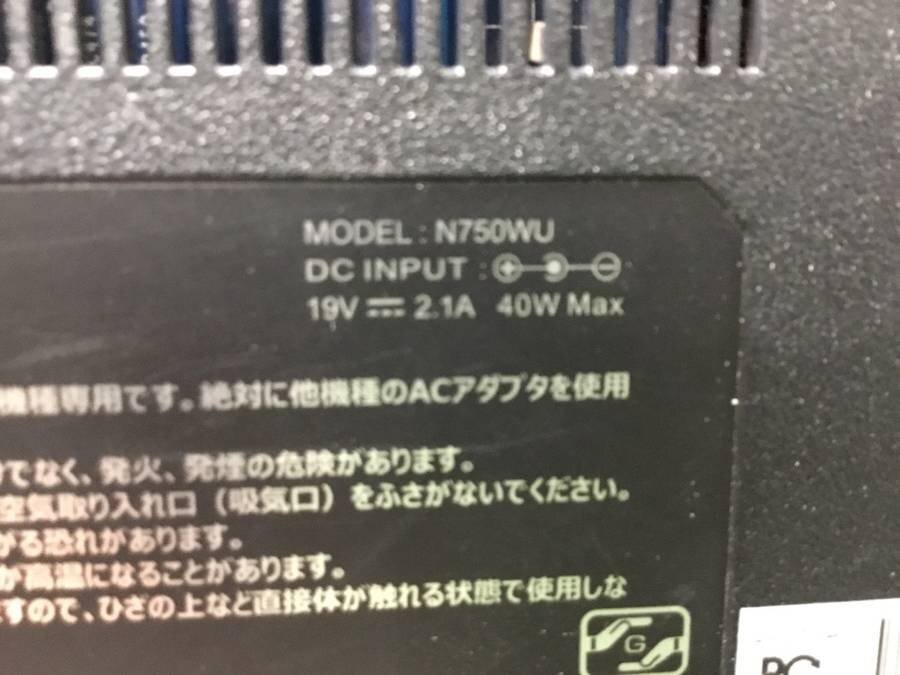 MODEL : N750WU
DC INPUT :
19V 2.1A 40W Max
機種専用です。絶対に他機種のACアダプタを使用
でなく、発火、発煙の危険があります。
空気取り入れ口(吸気口)をふさがないでください。
がる恐れがあります。
が高温になることがあります。
ますので、ひざの上など直接体が触れる状態で使用しな
G
PC